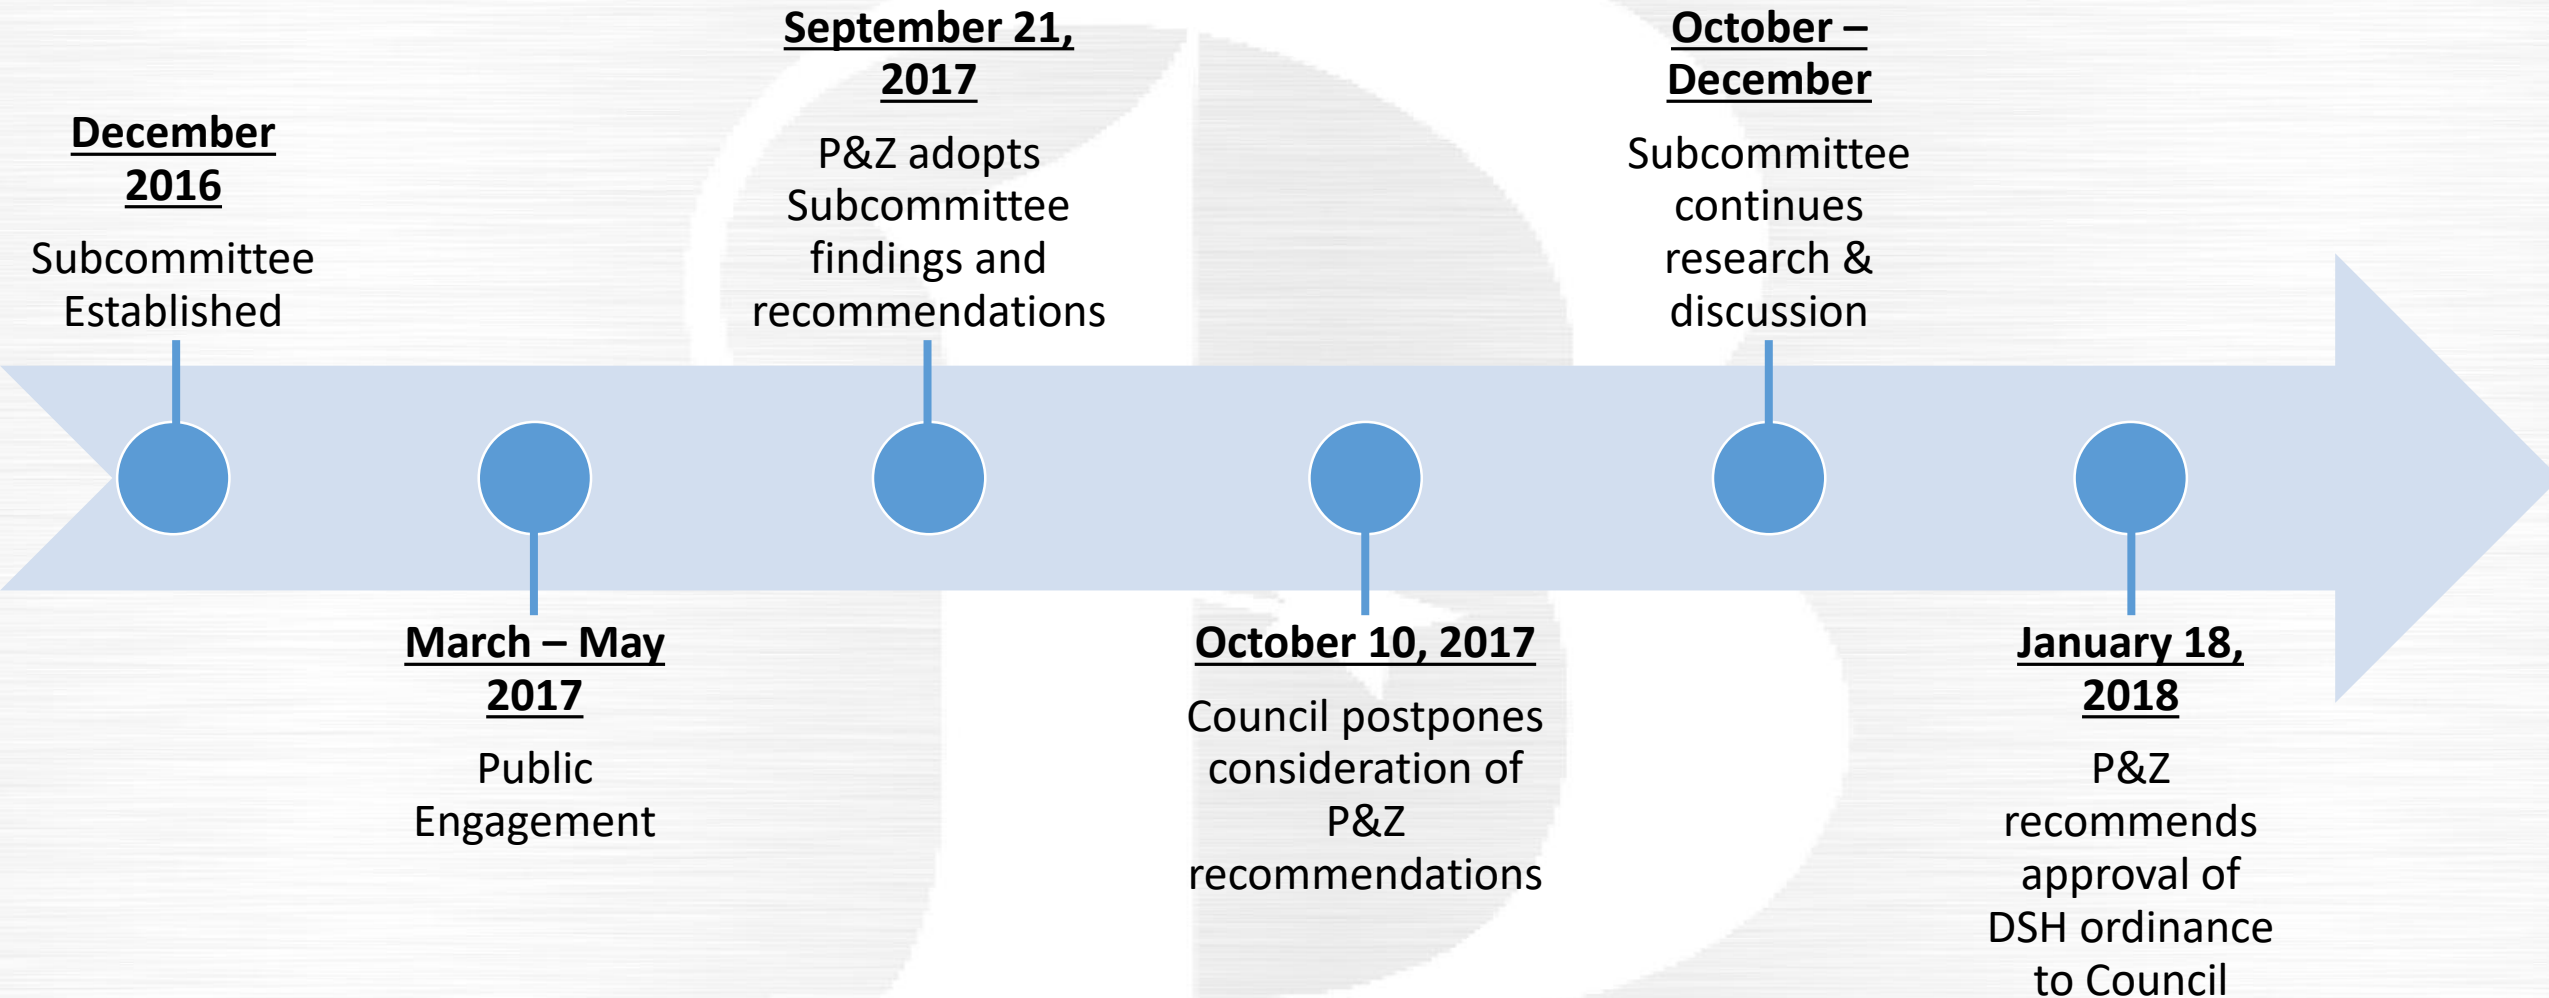 December
2016
Subcommittee
Established
March – May
2017
Public
Engagement
September 21,
2017
P&Z adopts
Subcommittee
findings and
recommendations
October 10, 2017
Council postpones
consideration of
P&Z
recommendations
October –
December
Subcommittee
continues
research &
discussion
January 18,
2018
P&Z
recommends
approval of
DSH ordinance
to Council